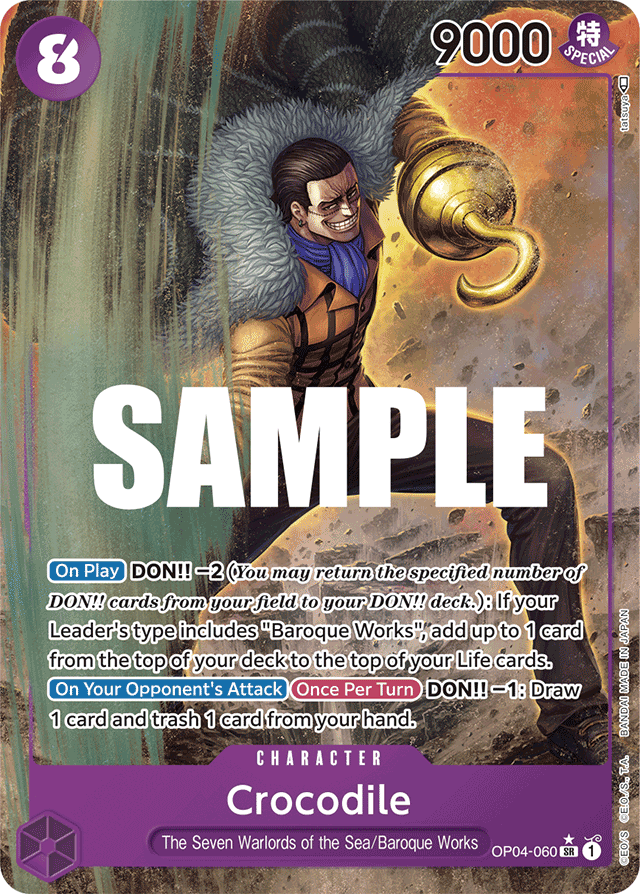 8
9000
特
SPECIAL
tatsuya
SAMPLE
On Play DON!! −2 (You may return the specified number of
DON!! cards from your field to your DON!! deck.): If your
Leader's type includes "Baroque Works", add up to 1 card
from the top of your deck to the top of your Life cards.
On Your Opponent's Attack Once Per Turn DON!! −1: Draw
1 card and trash 1 card from your hand.
CHARACTER
Crocodile
The Seven Warlords of the Sea/Baroque Works
OP04-060 ★ SR 1
©E.O/S ©E.O./S., T.A. BANDAI MADE IN JAPAN